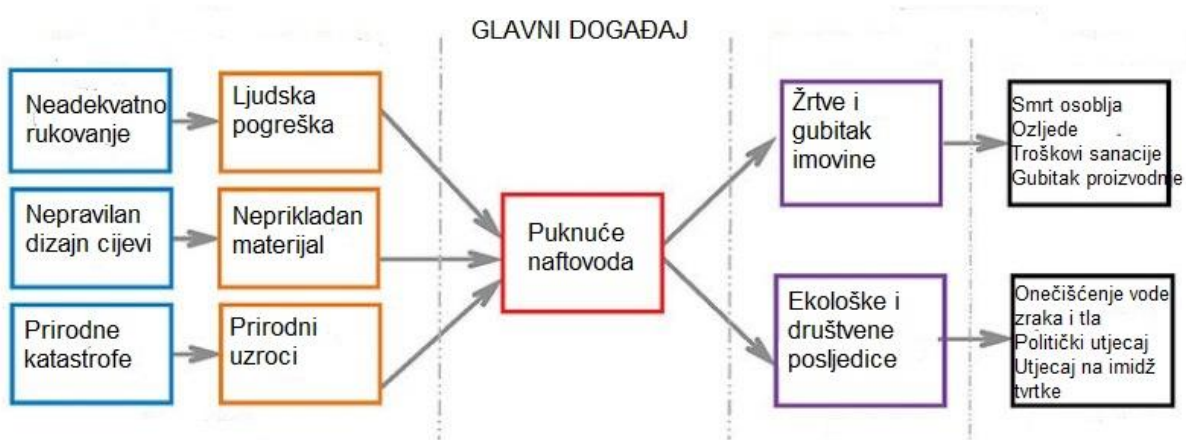 GLAVNI DOGAĐAJ
Neadekvatno
rukovanje
Ljudska
pogreška
Nepravilan
dizajn cijevi
Neprikladan
materijal
Prirodne
katastrofe
Prirodni
uzroci
Puknuće
naftovoda
Žrtve i
gubitak
imovine
Smrt osoblja
Ozljede
Troškovi sanacije
Gubitak proizvodnje
Ekološke i
društvene
posljedice
Onečišćenje vode
zraka i tla
Politički utjecaj
Utjecaj na imidž
tvrtke